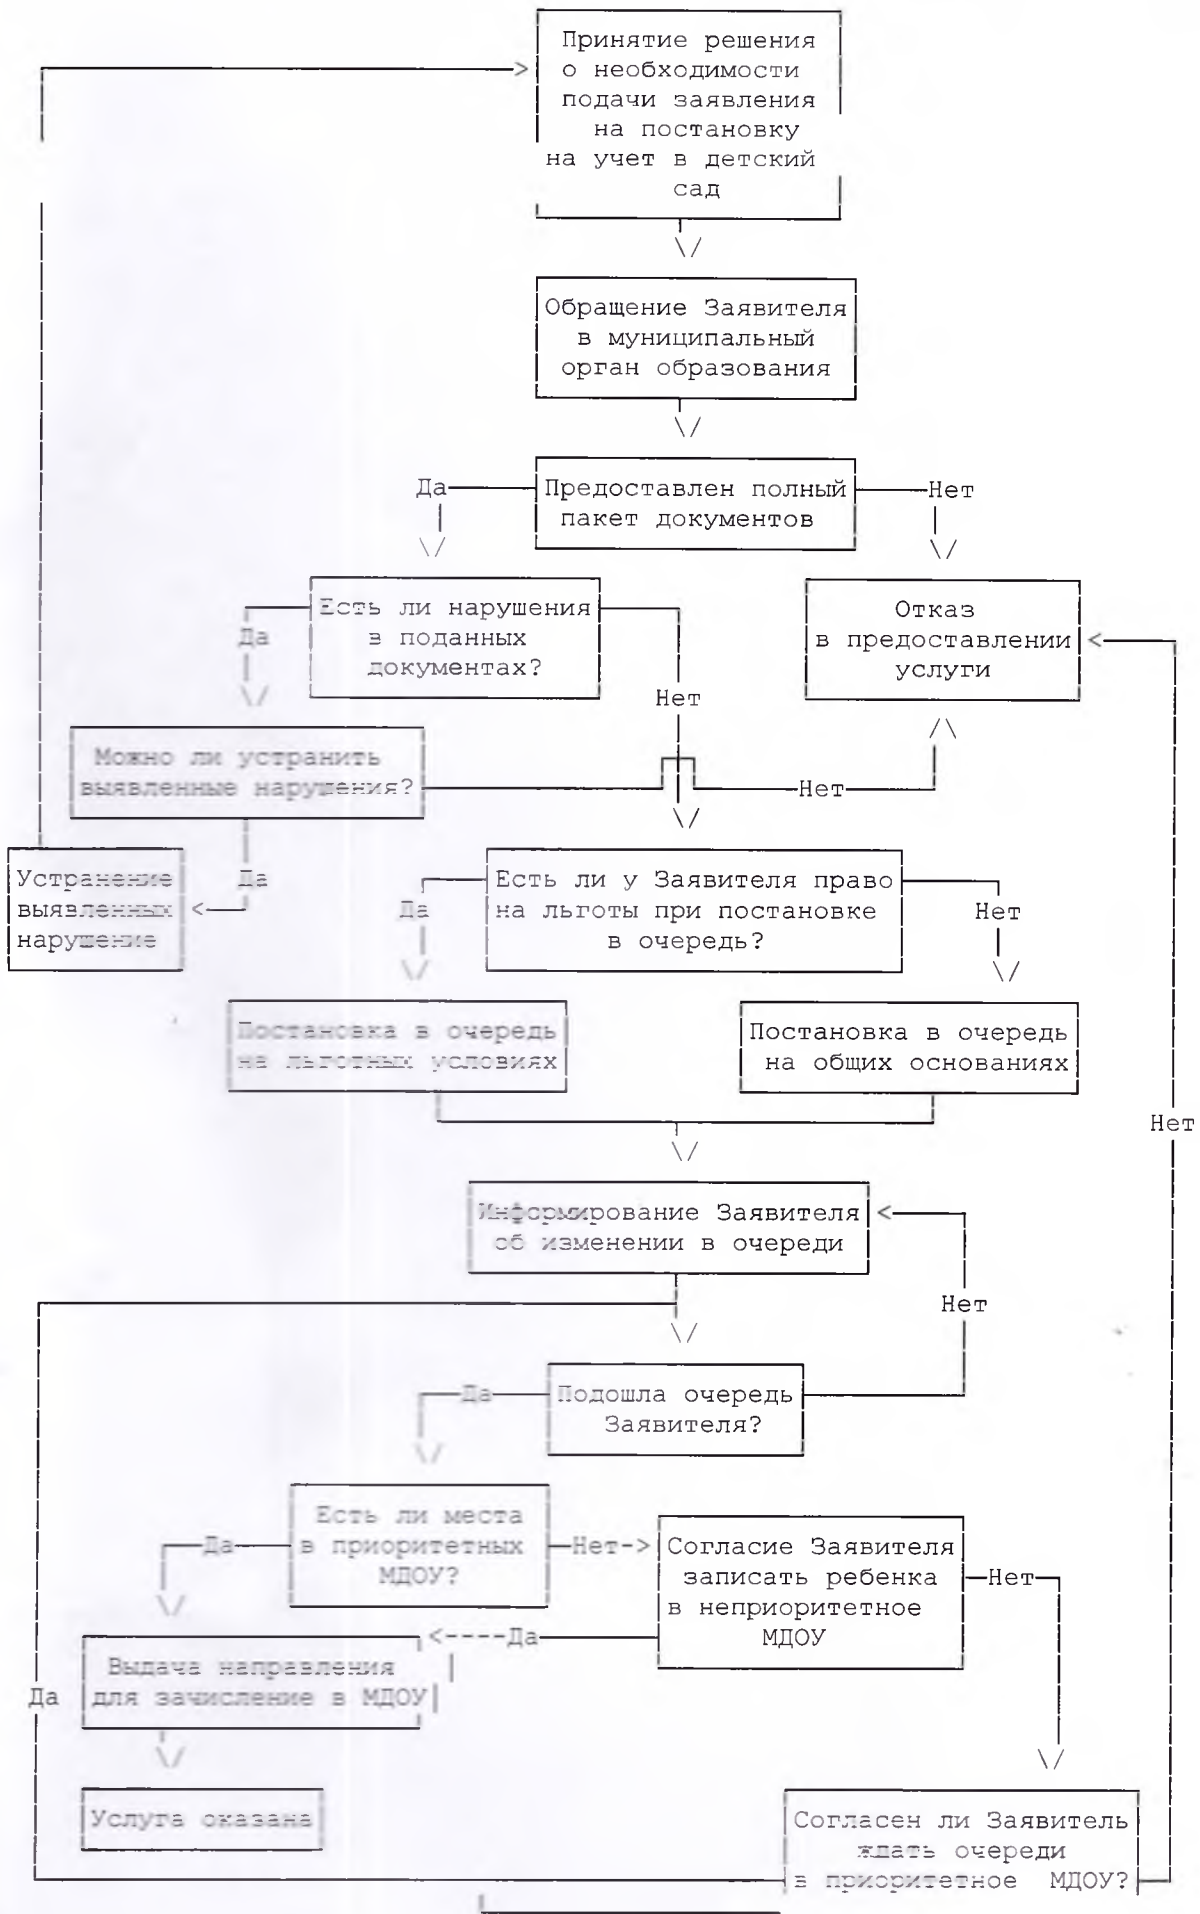 Принятие решения
о необходимости
подачи заявления
на постановку
на учет в детский
сад
Обращение Заявителя
в муниципальный
орган образования
Да
Предоставлен полный
пакет документов
Нет
Есть ли нарушения
в поданных
документах?
Да
Нет
Отказ
в предоставлении
услуги
Можно ли устранить
выявленные нарушения?
Нет
Да
Устранение
выявленных
нарушение
Есть ли у Заявителя право
на льготы при постановке
в очередь?
Да
Нет
Постановка в очередь
на льготных условиях
Постановка в очередь
на общих основаниях
Нет
Информирование Заявителя
об изменении в очереди
Нет
Да
Подошла очередь
Заявителя?
Есть ли места
в приоритетных
МДОУ?
Да
Нет->
Согласие Заявителя
записать ребенка
в неприоритетное
МДОУ
Нет
<----Да
Выдача направления
для зачисление в МДОУ
Да
Услуга оказана
Согласен ли Заявитель
ждать очереди
в приоритетное МДОУ?